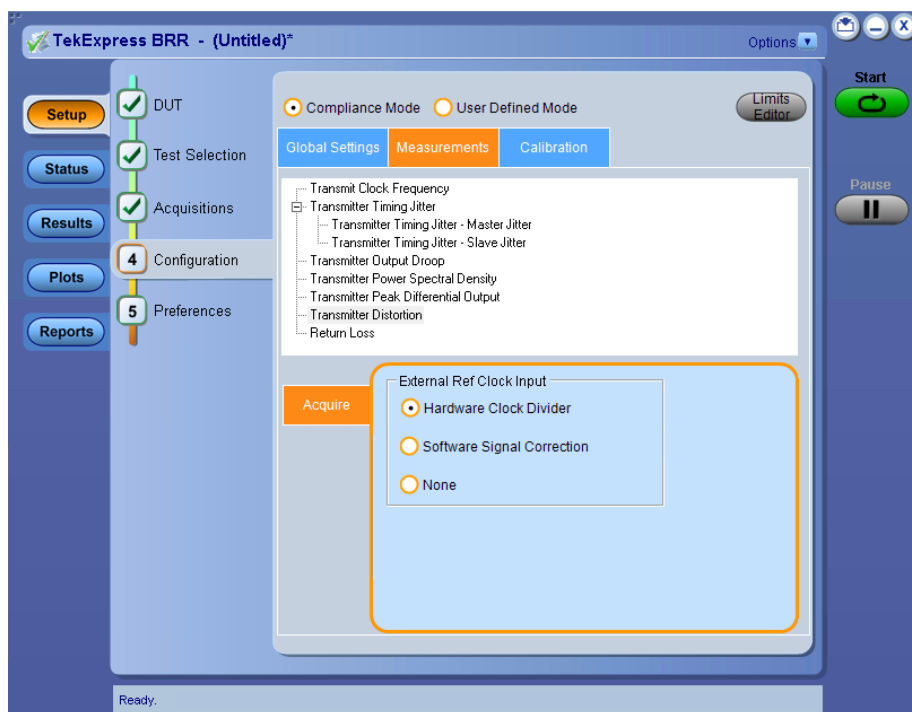 TekExpress BRR - (Untitled)*
Options
Start
Pause
Setup
Status
Results
Plots
Reports
DUT
Test Selection
Acquisitions
4 Configuration
5 Preferences
Compliance Mode User Defined Mode
Limits
Editor
Global Settings Measurements Calibration
Transmit Clock Frequency
Transmitter Timing Jitter
Transmitter Timing Jitter - Master Jitter
Transmitter Timing Jitter - Slave Jitter
Transmitter Output Droop
Transmitter Power Spectral Density
Transmitter Peak Differential Output
Transmitter Distortion
Return Loss
Acquire
External Ref Clock Input
Hardware Clock Divider
Software Signal Correction
None
Ready.